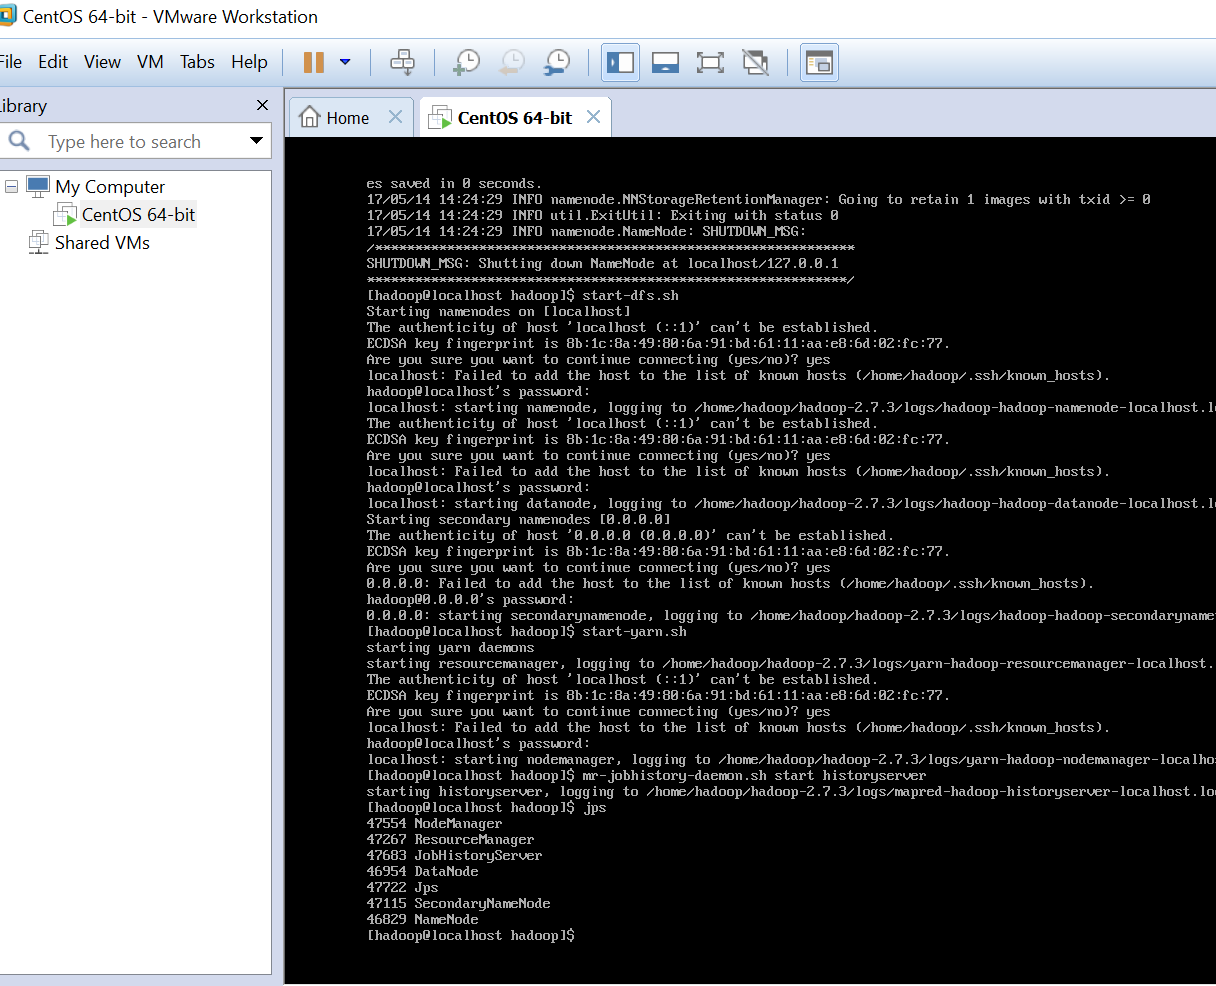 CentOS 64-bit - VMware Workstation
File Edit View VM Tabs Help
Library
Type here to search
My Computer
CentOS 64-bit
Shared VMs
Home
CentOS 64-bit
es saved in 0 seconds.
17/05/14 14:24:29 INFO namenode.NNStorageRetentionManager: Going to retain 1 images with txid >= 0
17/05/14 14:24:29 INFO util.ExitUtil: Exiting with status 0
17/05/14 14:24:29 INFO namenode.NameNode: SHUTDOWN_MSG:
/************************************************************
SHUTDOWN_MSG: Shutting down NameNode at localhost/127.0.0.1
************************************************************/
[hadoop@localhost hadoop]$ start-dfs.sh
Starting namenodes on [localhost]
The authenticity of host 'localhost (::1)' can't be established.
ECDSA key fingerprint is 8b:1c:8a:49:80:6a:91:bd:61:11:aa:e8:6d:02:fc:77.
Are you sure you want to continue connecting (yes/no)? yes
localhost: Failed to add the host to the list of known hosts (/home/hadoop/.ssh/known_hosts).
hadoop@localhost's password:
localhost: starting namenode, logging to /home/hadoop/hadoop-2.7.3/logs/hadoop-hadoop-namenode-localhost.l
The authenticity of host 'localhost (::1)' can't be established.
ECDSA key fingerprint is 8b:1c:8a:49:80:6a:91:bd:61:11:aa:e8:6d:02:fc:77.
Are you sure you want to continue connecting (yes/no)? yes
localhost: Failed to add the host to the list of known hosts (/home/hadoop/.ssh/known_hosts).
hadoop@localhost's password:
localhost: starting datanode, logging to /home/hadoop/hadoop-2.7.3/logs/hadoop-hadoop-datanode-localhost.l
Starting secondary namenodes [0.0.0.0]
The authenticity of host '0.0.0.0 (0.0.0.0)' can't be established.
ECDSA key fingerprint is 8b:1c:8a:49:80:6a:91:bd:61:11:aa:e8:6d:02:fc:77.
Are you sure you want to continue connecting (yes/no)? yes
0.0.0.0: Failed to add the host to the list of known hosts (/home/hadoop/.ssh/known_hosts).
hadoop@0.0.0.0's password:
0.0.0.0: starting secondarynamenode, logging to /home/hadoop/hadoop-2.7.3/logs/hadoop-hadoop-secondaryname
[hadoop@localhost hadoop]$ start-yarn.sh
starting yarn daemons
starting resourcemanager, logging to /home/hadoop/hadoop-2.7.3/logs/yarn-hadoop-resourcemanager-localhost.
The authenticity of host 'localhost (::1)' can't be established.
ECDSA key fingerprint is 8b:1c:8a:49:80:6a:91:bd:61:11:aa:e8:6d:02:fc:77.
Are you sure you want to continue connecting (yes/no)? yes
localhost: Failed to add the host to the list of known hosts (/home/hadoop/.ssh/known_hosts).
hadoop@localhost's password:
localhost: starting nodemanager, logging to /home/hadoop/hadoop-2.7.3/logs/yarn-hadoop-nodemanager-localho
[hadoop@localhost hadoop]$ mr-jobhistory-daemon.sh start historyserver
starting historyserver, logging to /home/hadoop/hadoop-2.7.3/logs/mapred-hadoop-historyserver-localhost.lo
[hadoop@localhost hadoop]$ jps
47554 NodeManager
47267 ResourceManager
47683 JobHistoryServer
46954 DataNode
47722 Jps
47115 SecondaryNameNode
46829 NameNode
[hadoop@localhost hadoop]$